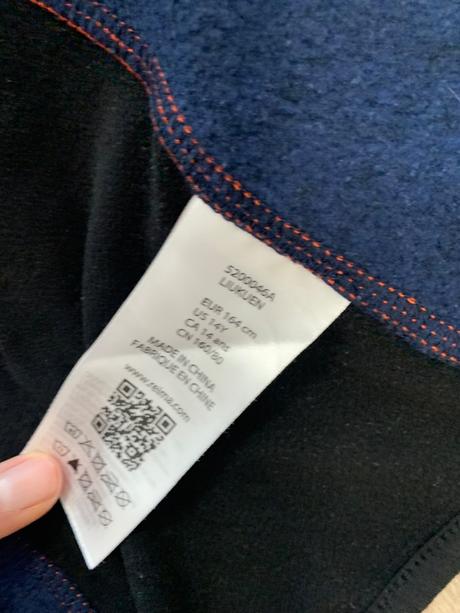 5200046A
LIUKUEN
EUR 164 cm
US 14Y
CA 14 ans
CN 160/80
MADE IN CHINA
FABRIQUE EN CHINE
www.reima.com